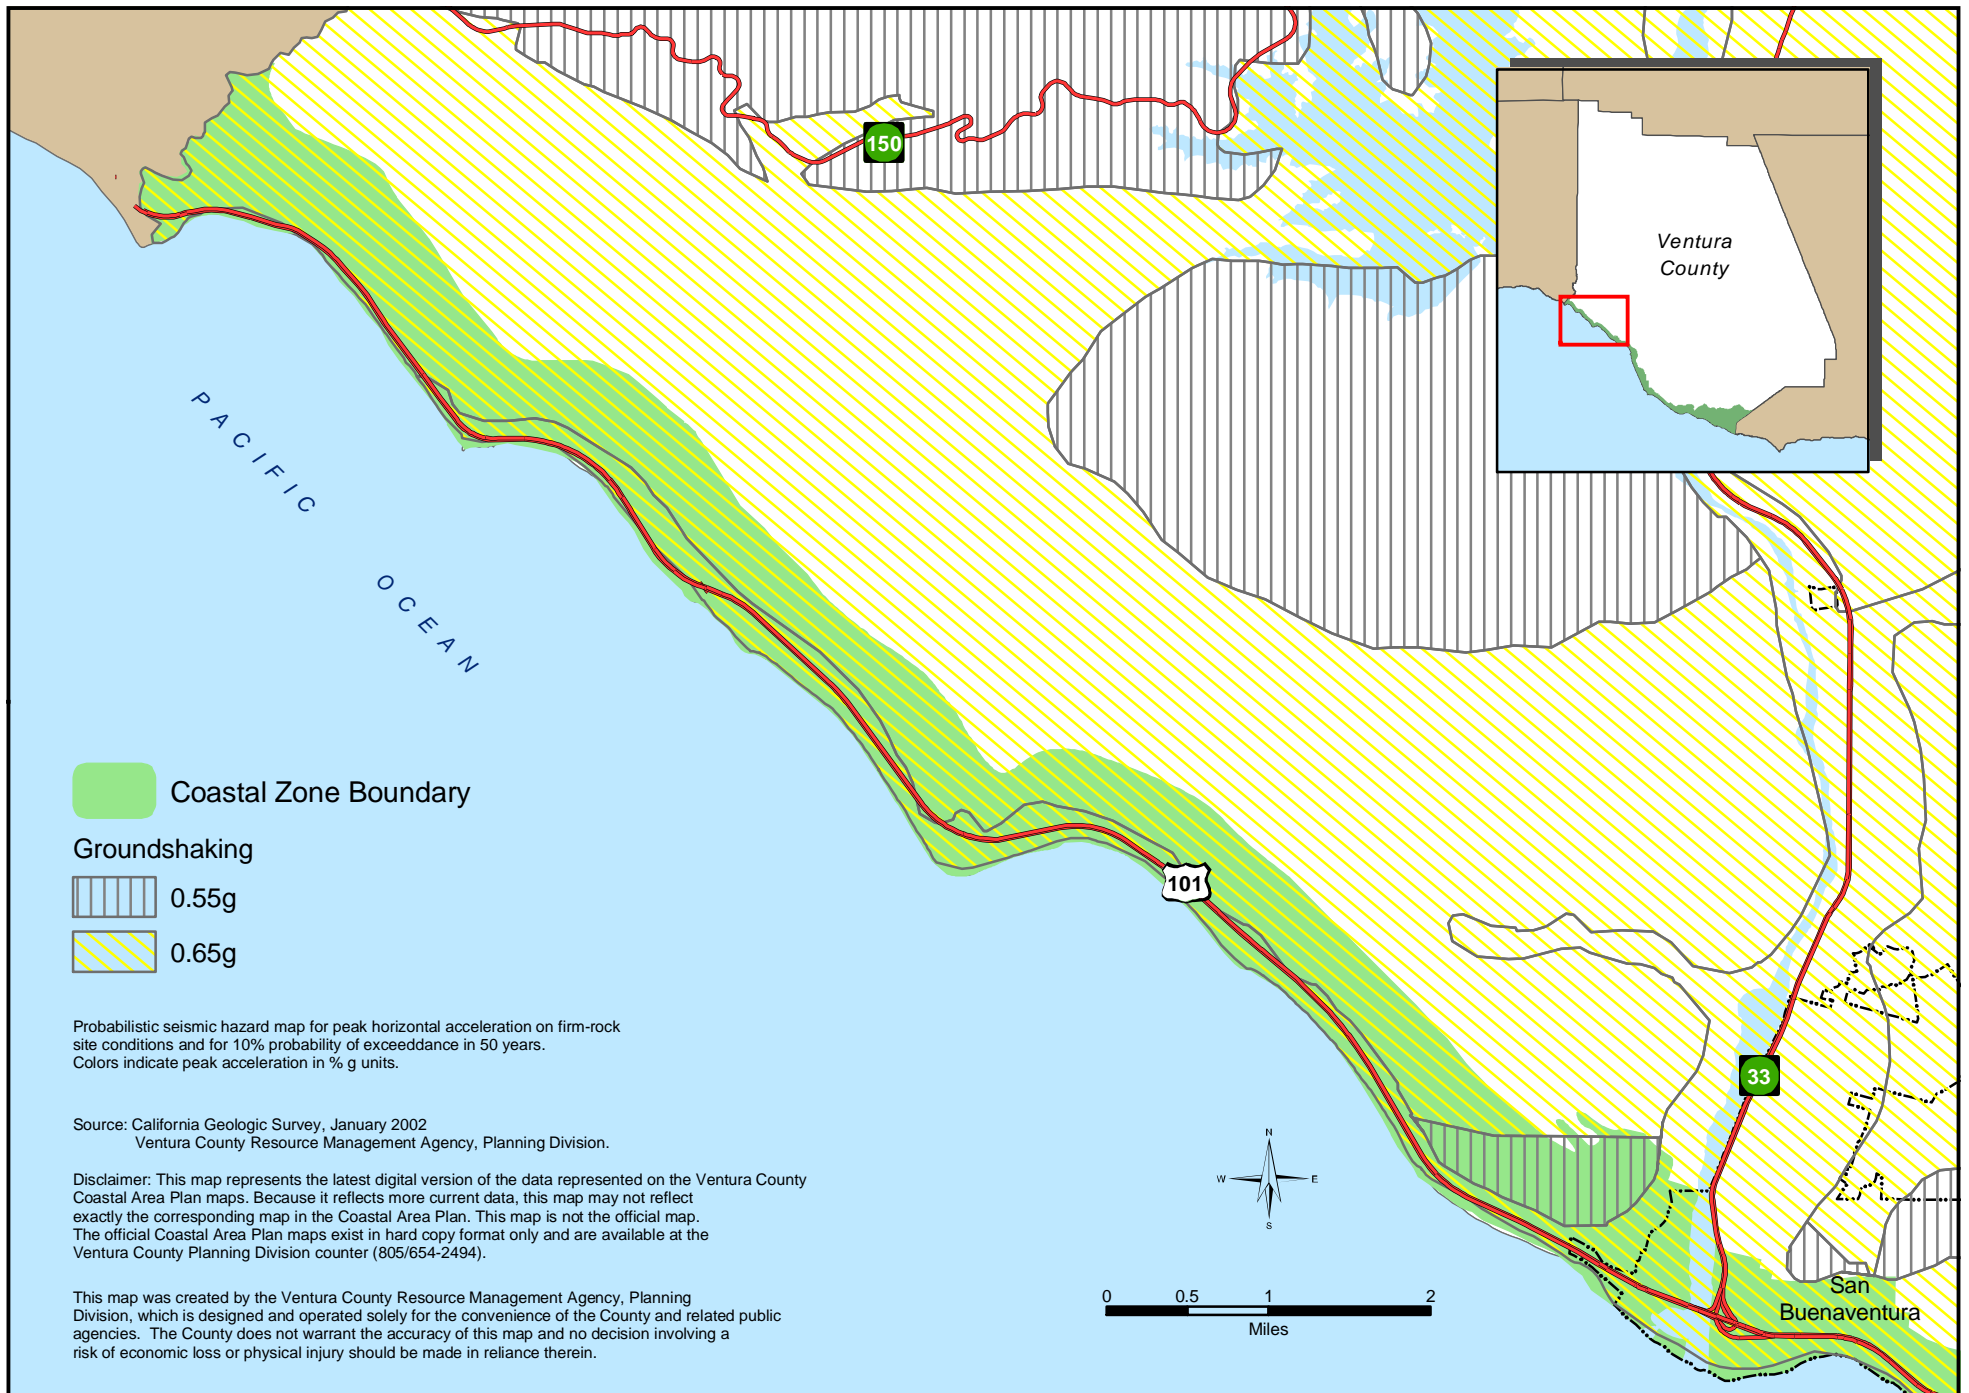 150
Ventura
County
PACIFIC
OCEAN
Coastal Zone Boundary
Groundshaking
0.55g
0.65g
101
33
Probabilistic seismic hazard map for peak horizontal acceleration on firm-rock
site conditions and for 10% probability of exceeddance in 50 years.
Colors indicate peak acceleration in % g units.
Source: California Geologic Survey, January 2002
Ventura County Resource Management Agency, Planning Division.
Disclaimer: This map represents the latest digital version of the data represented on the Ventura County
Coastal Area Plan maps. Because it reflects more current data, this map may not reflect
exactly the corresponding map in the Coastal Area Plan. This map is not the official map.
The official Coastal Area Plan maps exist in hard copy format only and are available at the
Ventura County Planning Division counter (805/654-2494).
This map was created by the Ventura County Resource Management Agency, Planning
Division, which is designed and operated solely for the convenience of the County and related public
agencies. The County does not warrant the accuracy of this map and no decision involving a
risk of economic loss or physical injury should be made in reliance therein.
N
W E
S
0 0.5 1 2
Miles
San
Buenaventura